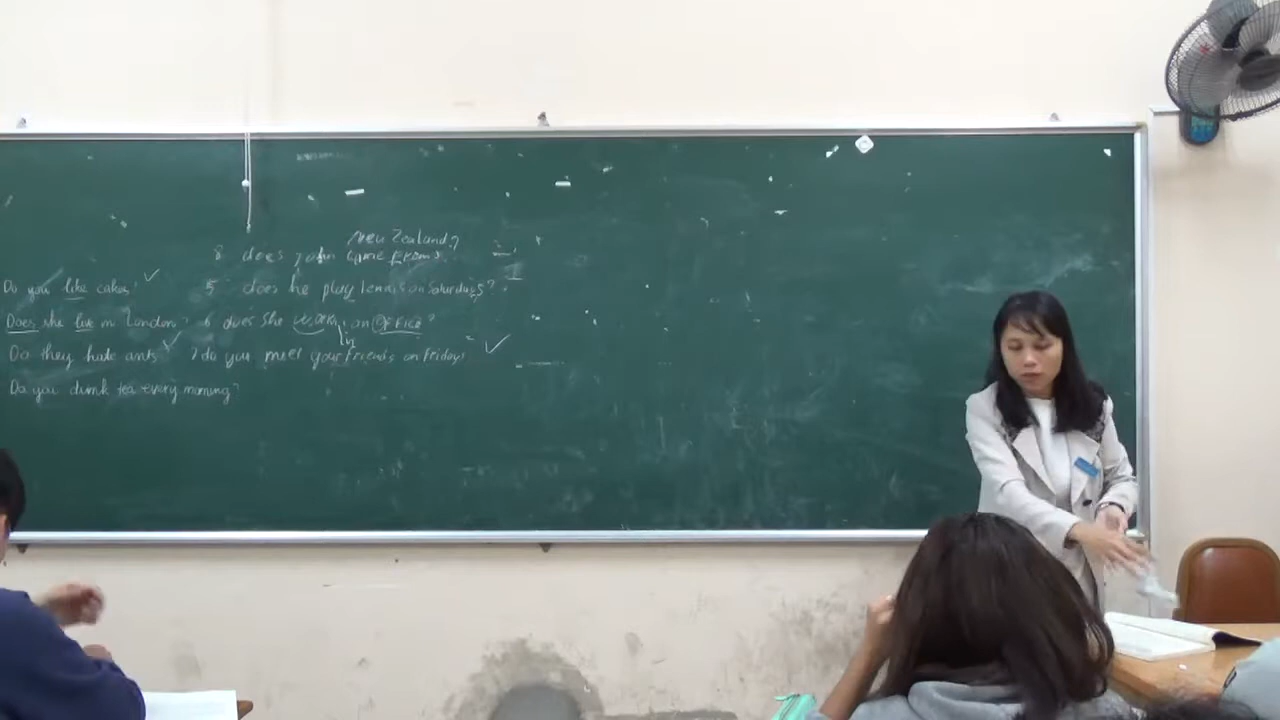 New Zealand?
8 does John come from?
Do you like cakes?
5 does he play tennis on Saturdays?
Does she live in London?
6 does she work in an office?
Do they hate ants
7 do you meet your friends on Fridays
Do you drink tea every morning?